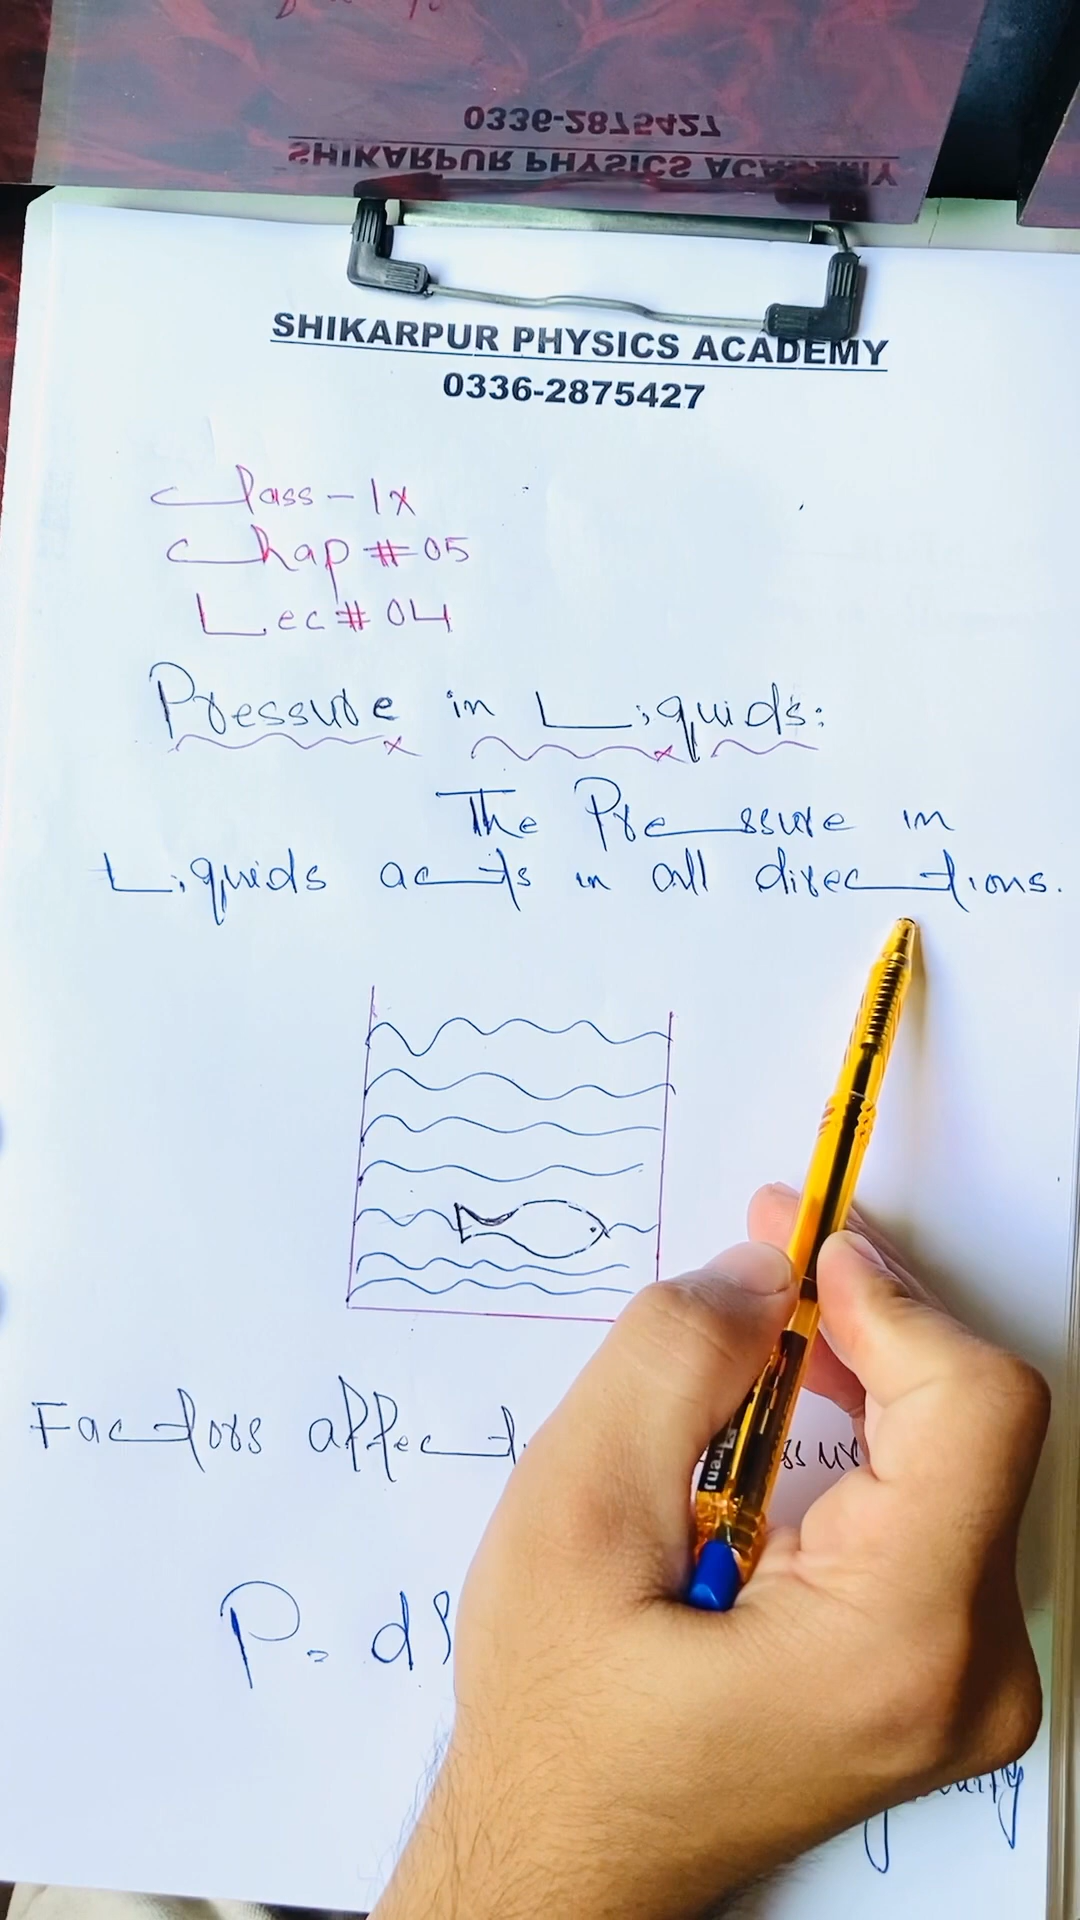 0336-2875427
SHIKARPUR PHYSICS ACADEMY
SHIKARPUR PHYSICS ACADEMY
0336-2875427
Class-IX
Chap #05
Lec# 04
Pressure in Liquids:
The Pressure in
Liquids acts in all directions.
Factors affect
P = d